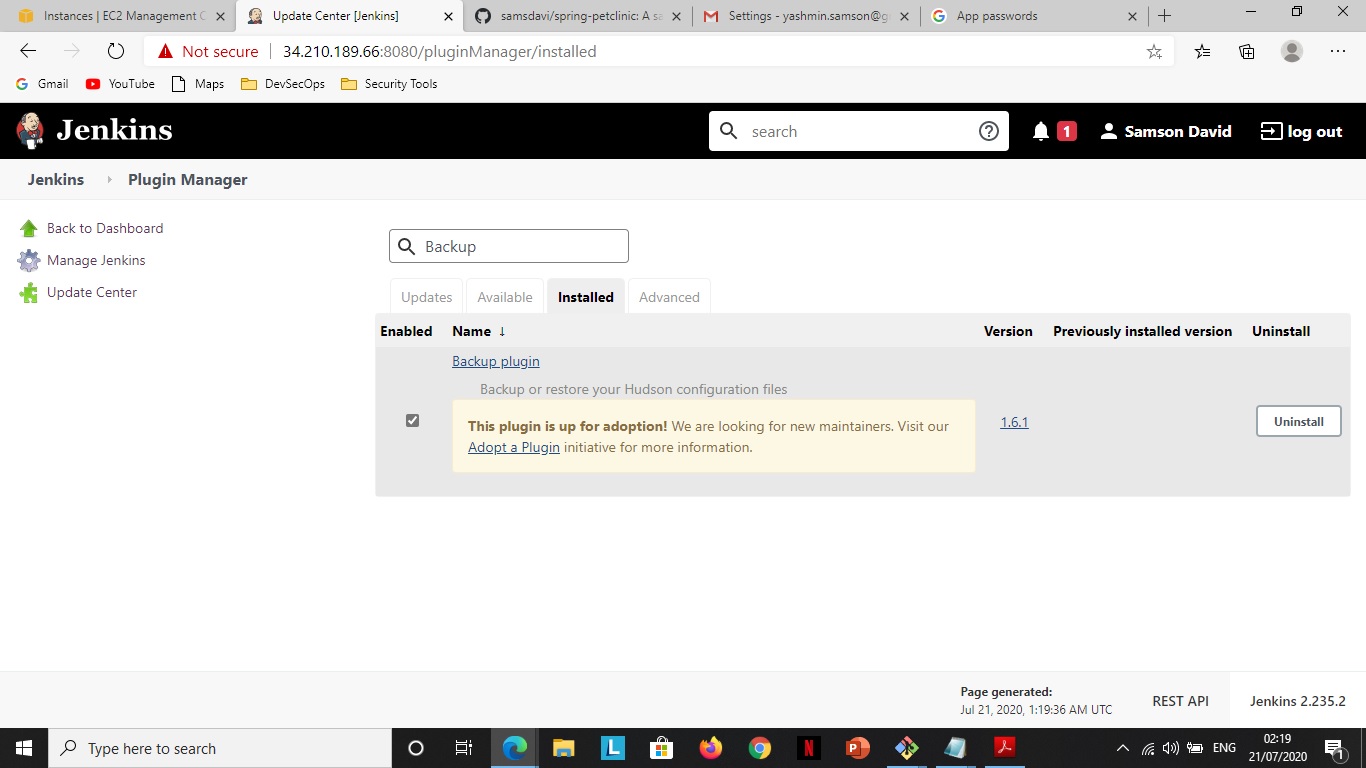 Instances | EC2 Management C
Update Center [Jenkins]
samsdavi/spring-petclinic: A sa
Settings - yashmin.samson@g
App passwords
Not secure
34.210.189.66:8080/pluginManager/installed
Gmail
YouTube
Maps
DevSecOps
Security Tools
Jenkins
search
1
Samson David
log out
Jenkins
Plugin Manager
Back to Dashboard
Manage Jenkins
Update Center
Backup
Updates
Available
Installed
Advanced
Enabled
Name ↓
Version
Previously installed version
Uninstall
Backup plugin
Backup or restore your Hudson configuration files
This plugin is up for adoption! We are looking for new maintainers. Visit our
Adopt a Plugin initiative for more information.
1.6.1
Uninstall
Page generated:
Jul 21, 2020, 1:19:36 AM UTC
REST API
Jenkins 2.235.2
Type here to search
ENG
02:19
21/07/2020
1